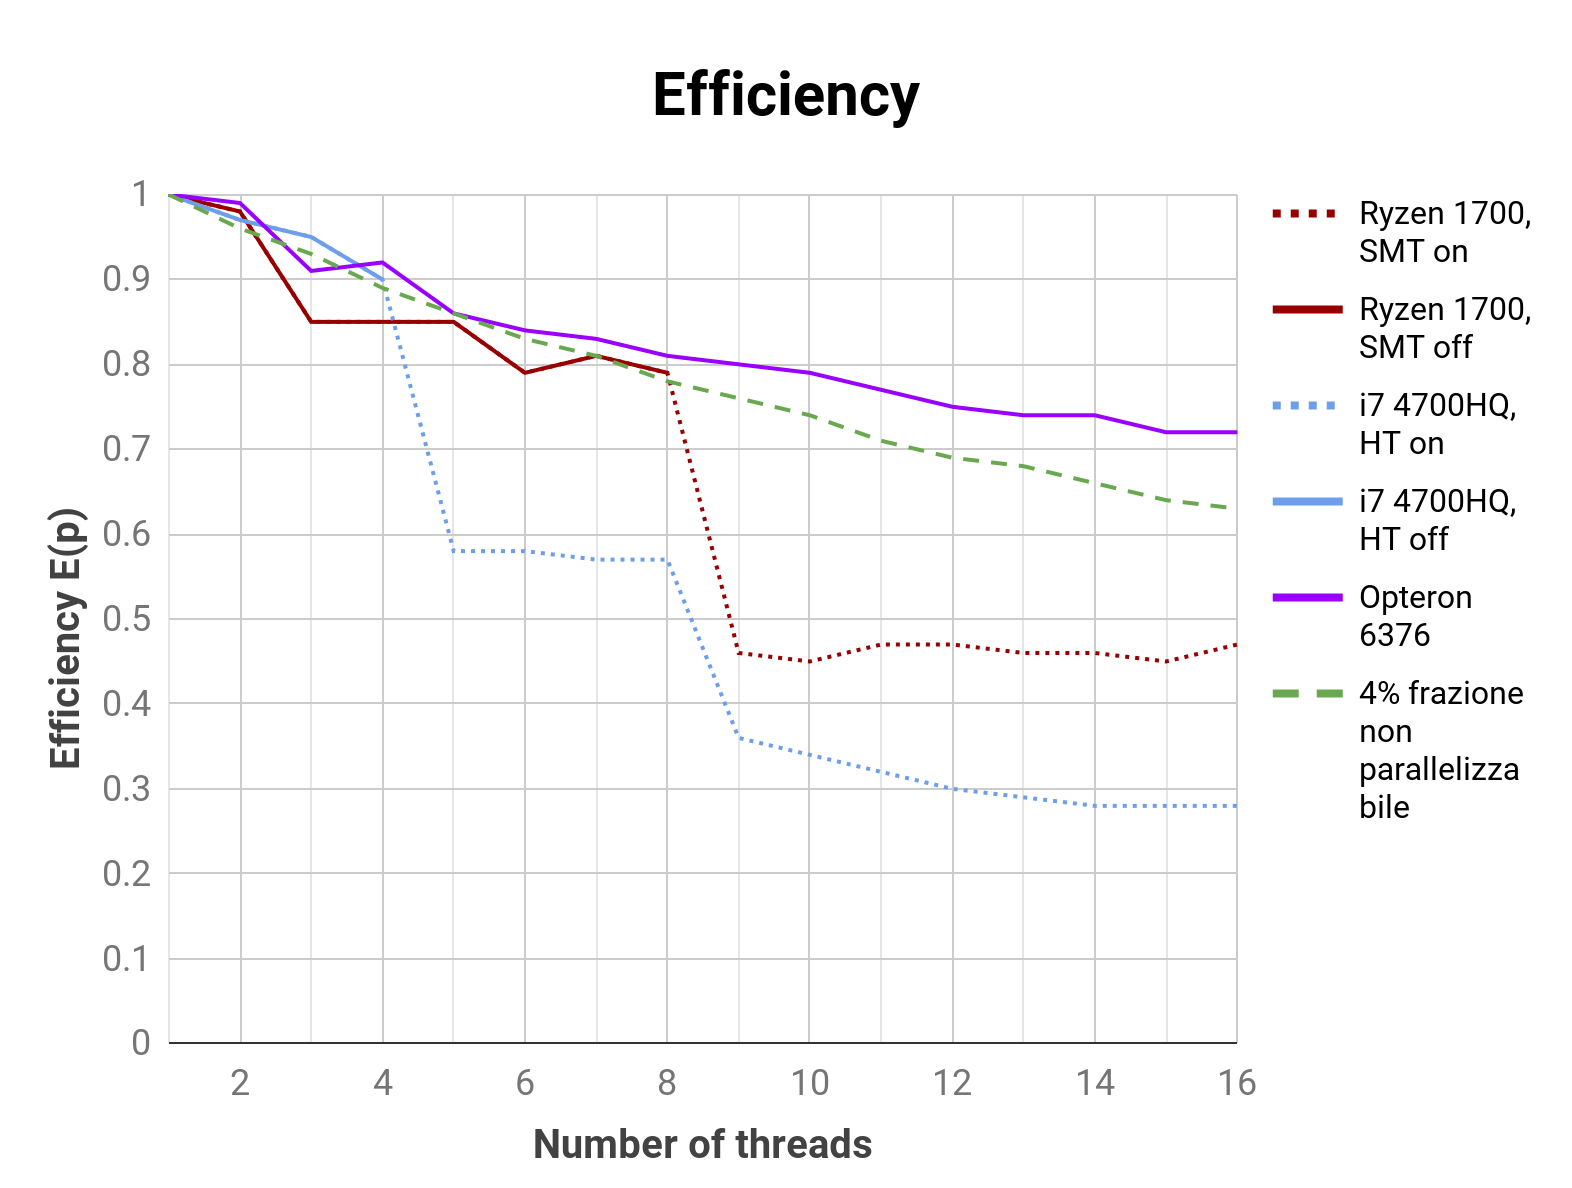 Efficiency
1
0.9
0.8
0.7
0.6
0.5
0.4
0.3
0.2
0.1
0
Efficiency E(p)
2 4 6 8 10 12 14 16
Number of threads
Ryzen 1700,
SMT on
Ryzen 1700,
SMT off
i7 4700HQ,
HT on
i7 4700HQ,
HT off
Opteron
6376
4% frazione
non
parallelizza
bile